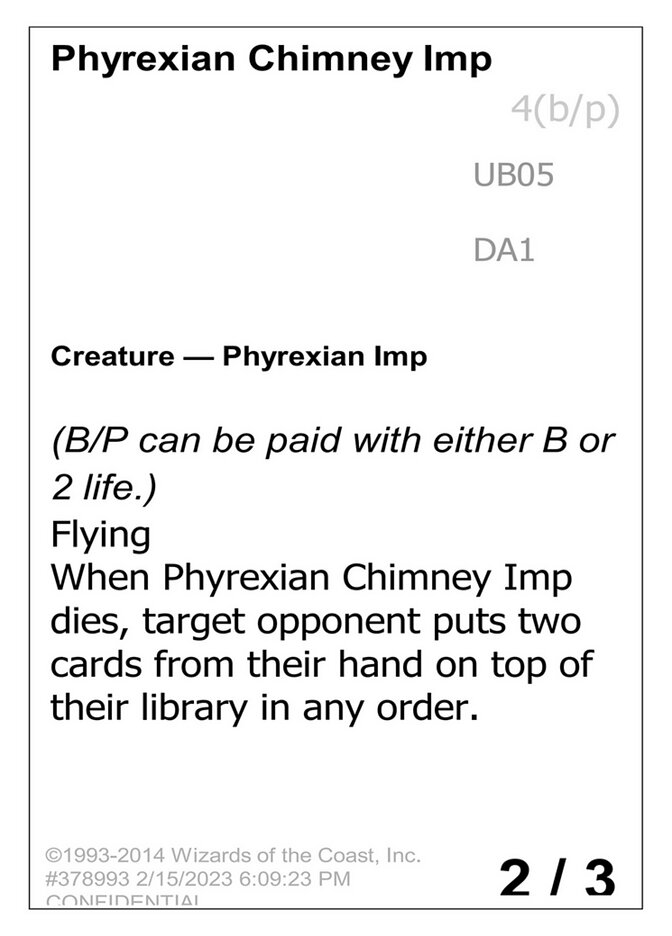 Phyrexian Chimney Imp
4(b/p)
UB05
DA1
Creature — Phyrexian Imp
(B/P can be paid with either B or
2 life.)
Flying
When Phyrexian Chimney Imp
dies, target opponent puts two
cards from their hand on top of
their library in any order.
©1993-2014 Wizards of the Coast, Inc.
#378993 2/15/2023 6:09:23 PM
CONFIDENTIAL
2 / 3